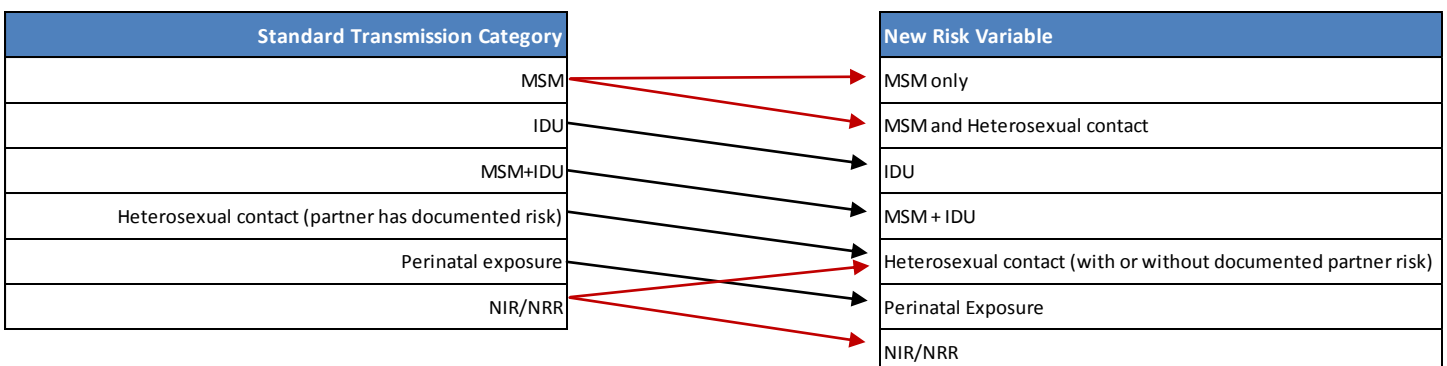 Standard Transmission Category
MSM
IDU
MSM+IDU
Heterosexual contact (partner has documented risk)
Perinatal exposure
NIR/NRR
New Risk Variable
MSM only
MSM and Heterosexual contact
IDU
MSM + IDU
Heterosexual contact (with or without documented partner risk)
Perinatal Exposure
NIR/NRR